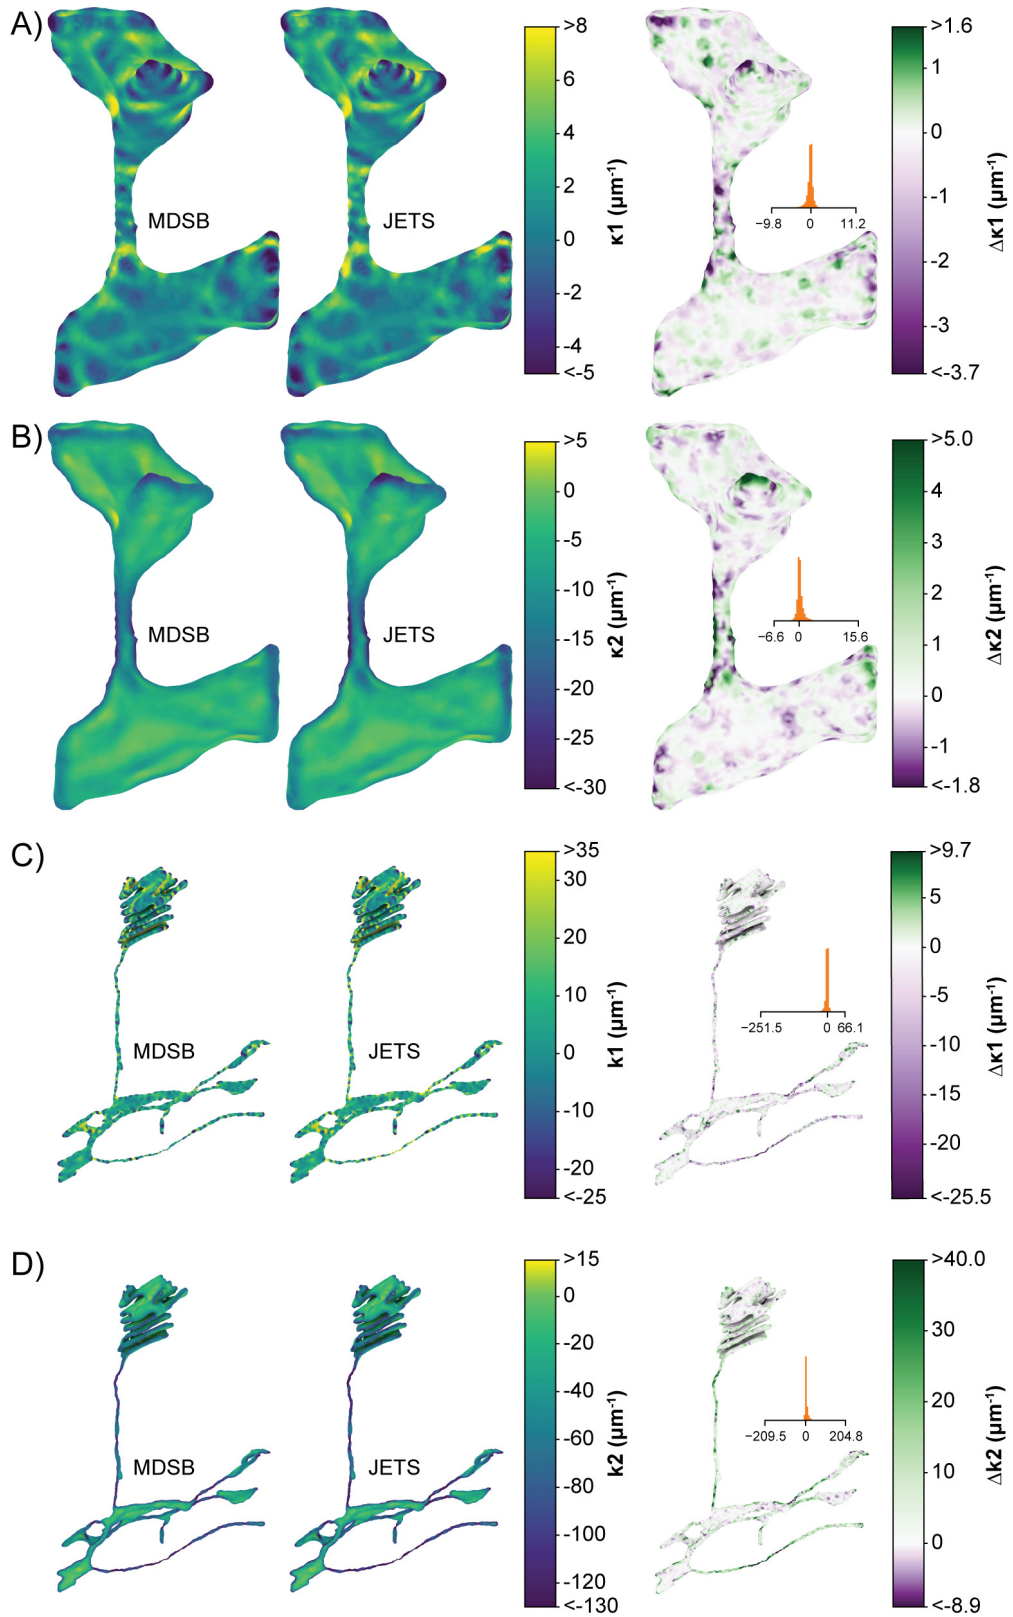 A)
MDSB
JETS
>8
6
4
2
0
-2
-4
<-5
κ1 (µm⁻¹)
−9.8 0 11.2
>1.6
1
0
-1
-2
-3
<-3.7
Δκ1 (µm⁻¹)
B)
MDSB
JETS
>5
0
-5
-10
-15
-20
-25
<-30
κ2 (µm⁻¹)
−6.6 0 15.6
>5.0
4
3
2
1
0
-1
<-1.8
Δκ2 (µm⁻¹)
C)
MDSB
JETS
>35
30
20
10
0
-10
-20
<-25
k1 (µm⁻¹)
−251.5 0 66.1
>9.7
5
0
-5
-10
-15
-20
<-25.5
Δκ1 (µm⁻¹)
D)
MDSB
JETS
>15
0
-20
-40
-60
-80
-100
-120
<-130
k2 (µm⁻¹)
−209.5 0 204.8
>40.0
30
20
10
0
<-8.9
Δk2 (µm⁻¹)